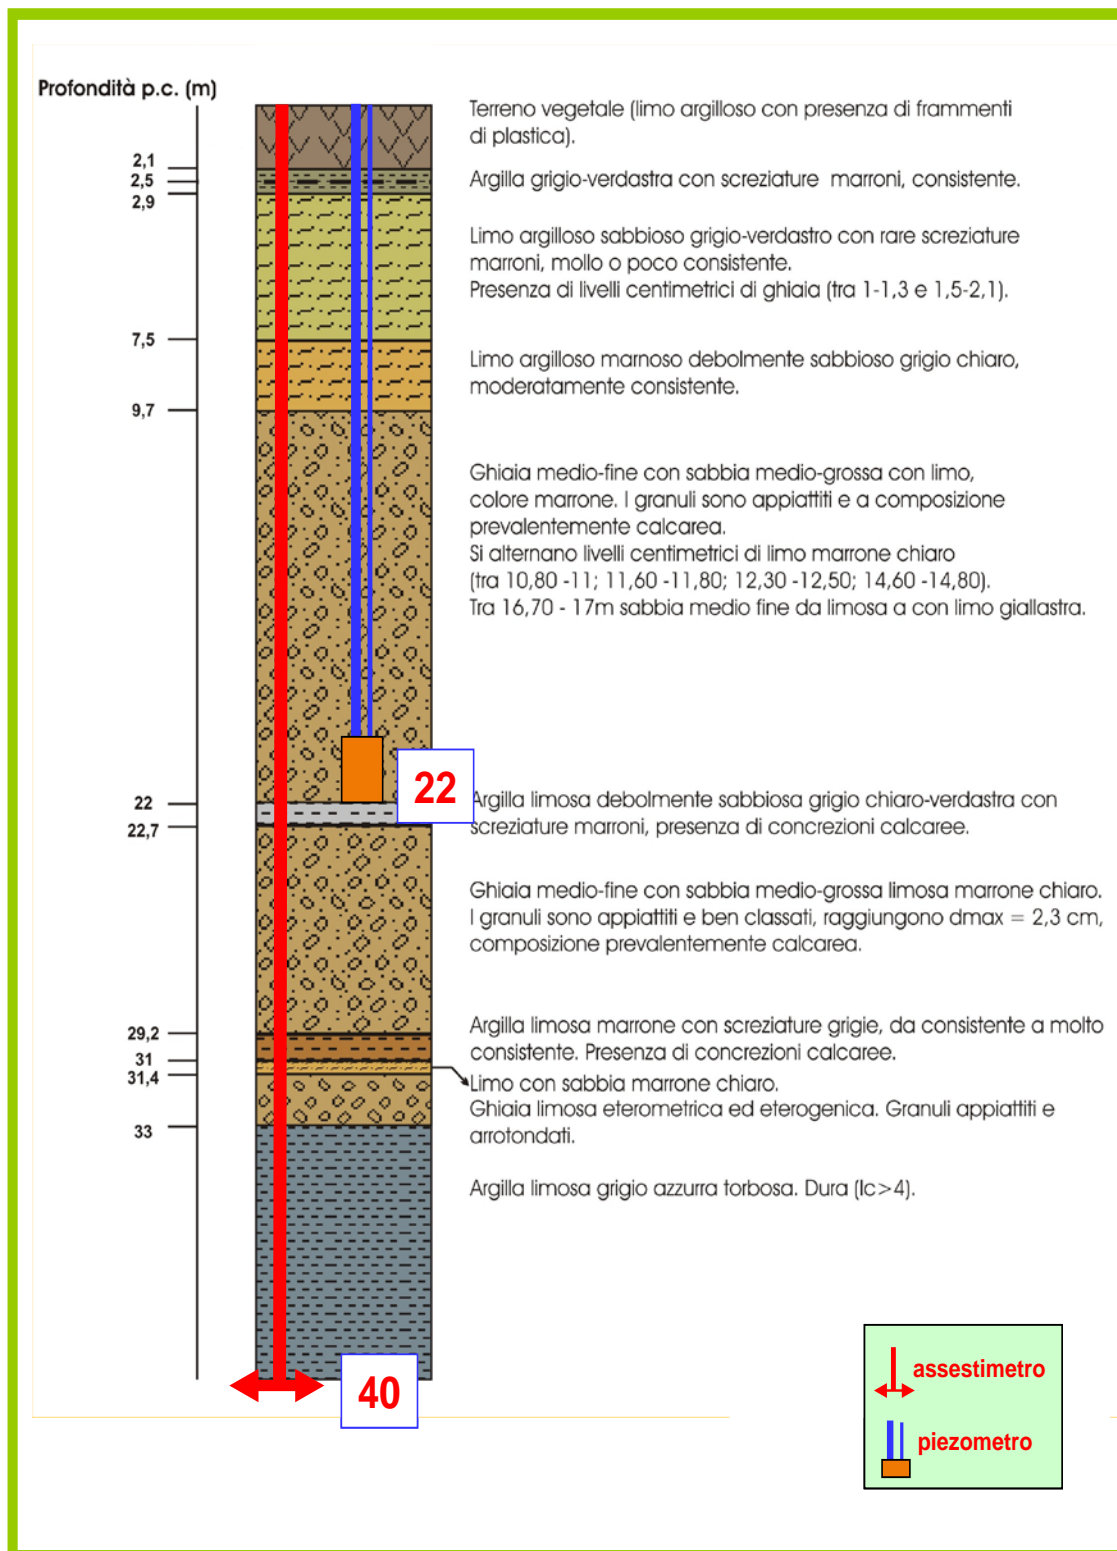 Profondità p.c. (m)
Terreno vegetale (limo argilloso con presenza di frammenti
di plastica).
2,1
2,5
Argilla grigio-verdastra con screziature marroni, consistente.
2,9
Limo argilloso sabbioso grigio-verdastro con rare screziature
marroni, mollo o poco consistente.
Presenza di livelli centimetrici di ghiaia (tra 1-1,3 e 1,5-2,1).
7,5
Limo argilloso marnoso debolmente sabbioso grigio chiaro,
moderatamente consistente.
9,7
Ghiaia medio-fine con sabbia medio-grossa con limo,
colore marrone. I granuli sono appiattiti e a composizione
prevalentemente calcarea.
Si alternano livelli centimetrici di limo marrone chiaro
(tra 10,80 -11; 11,60 -11,80; 12,30 -12,50; 14,60 -14,80).
Tra 16,70 - 17m sabbia medio fine da limosa a con limo giallastra.
22
22
Argilla limosa debolmente sabbiosa grigio chiaro-verdastra con
screziature marroni, presenza di concrezioni calcaree.
22,7
Ghiaia medio-fine con sabbia medio-grossa limosa marrone chiaro.
I granuli sono appiattiti e ben classati, raggiungono dmax = 2,3 cm,
composizione prevalentemente calcarea.
29,2
Argilla limosa marrone con screziature grigie, da consistente a molto
consistente. Presenza di concrezioni calcaree.
31
31,4
Limo con sabbia marrone chiaro.
Ghiaia limosa eterometrica ed eterogenica. Granuli appiattiti e
arrotondati.
33
Argilla limosa grigio azzurra torbosa. Dura (Ic>4).
40
assestimetro
piezometro